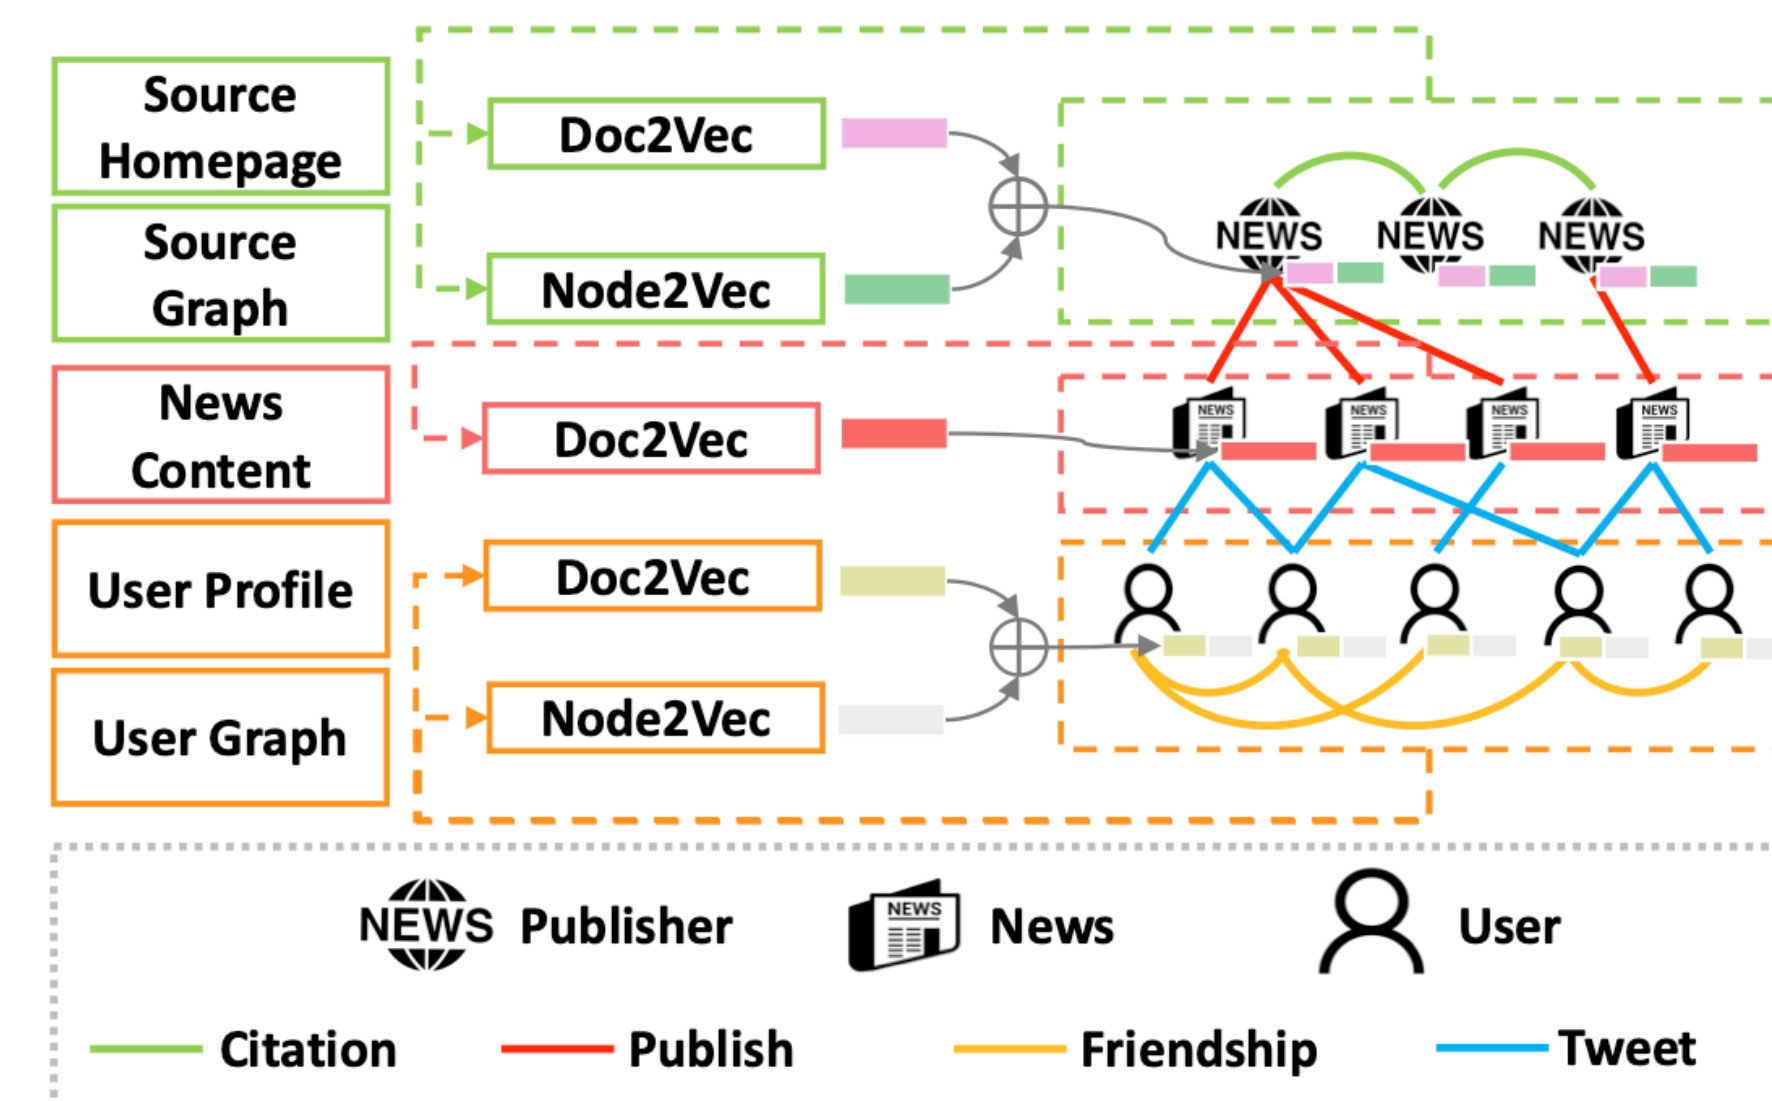 Source
Homepage
Source
Graph
News
Content
User Profile
User Graph
Doc2Vec
Node2Vec
Doc2Vec
Doc2Vec
Node2Vec
NEWS
NEWS
NEWS
NEWS
NEWS
NEWS
NEWS
NEWS
Publisher
NEWS
News
User
Citation
Publish
Friendship
Tweet